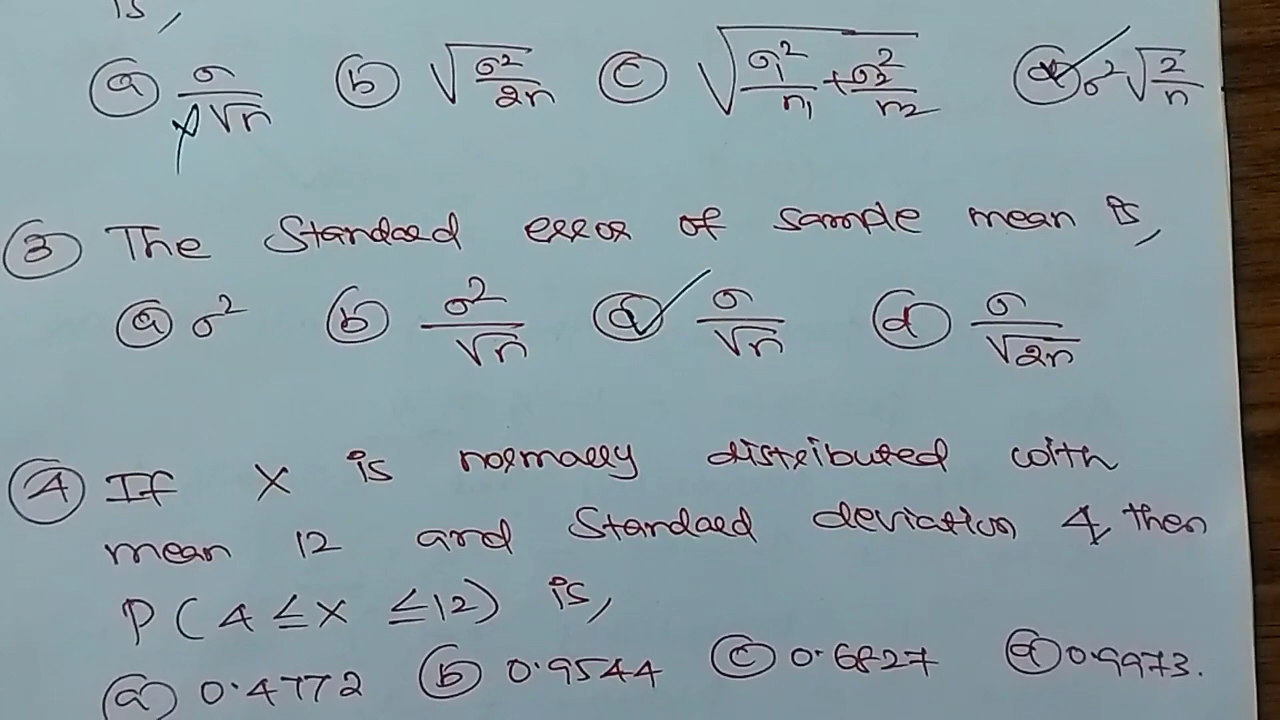 is,
(a) σ/√n (b) √(σ²/2n) (c) √(σ₁²/n₁ + σ₂²/n₂) (d) σ²√(2/n)
(3) The Standard error of sample mean is,
(a) σ² (b) σ²/√n (c) σ/√n (d) σ/√2n
(4) If X is normally distributed with
mean 12 and Standard deviation 4, then
P(4 ≤ X ≤ 12) is,
(a) 0.4772 (b) 0.9544 (c) 0.6827 (d) 0.9973.